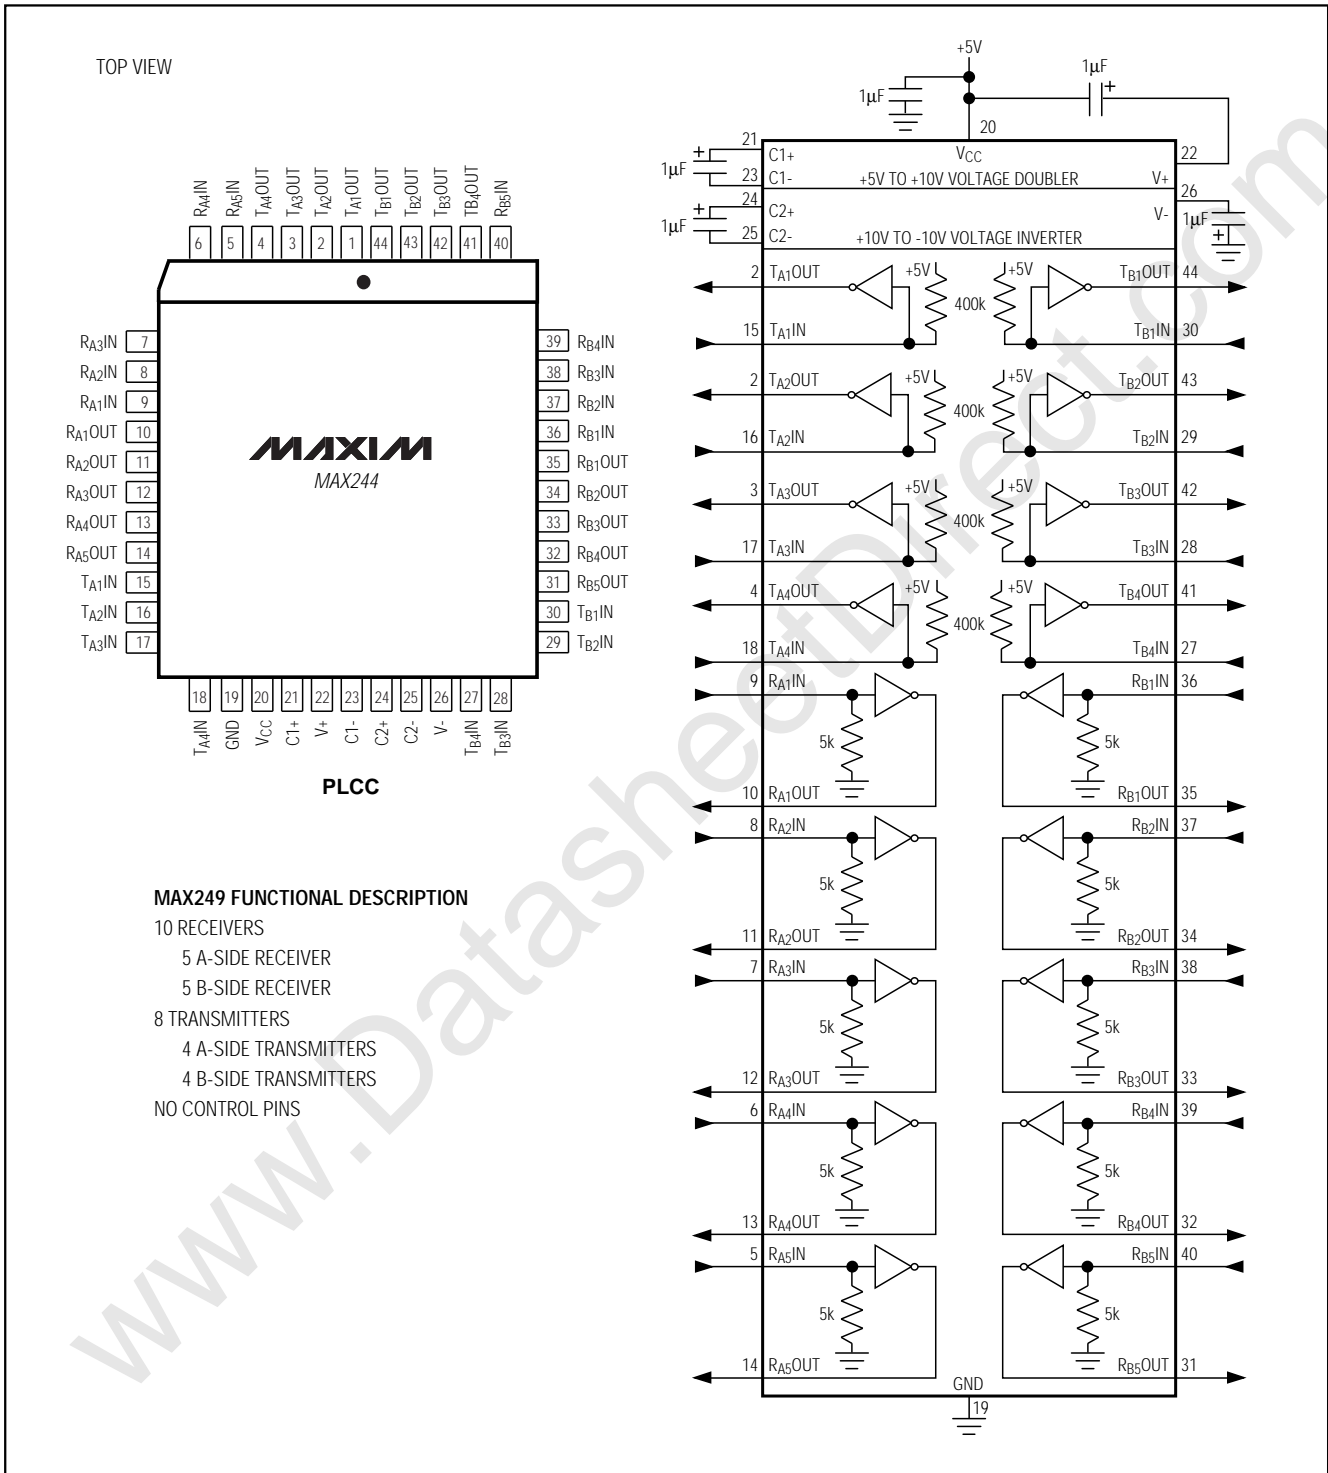 TOP VIEW
RA4IN
RA5IN
TA4OUT
TA3OUT
TA2OUT
TA1OUT
TB1OUT
TB2OUT
TB3OUT
TB4OUT
RB5IN
6 5 4 3 2 1 44 43 42 41 40
RA3IN 7
RA2IN 8
RA1IN 9
RA1OUT 10
RA2OUT 11
RA3OUT 12
RA4OUT 13
RA5OUT 14
TA1IN 15
TA2IN 16
TA3IN 17
39 RB4IN
38 RB3IN
37 RB2IN
36 RB1IN
35 RB1OUT
34 RB2OUT
33 RB3OUT
32 RB4OUT
31 RB5OUT
30 TB1IN
29 TB2IN
MAXIM
MAX244
18 19 20 21 22 23 24 25 26 27 28
TA4IN
GND
VCC
C1+
V+
C1-
C2+
C2-
V-
TB4IN
TB3IN
PLCC
MAX249 FUNCTIONAL DESCRIPTION
10 RECEIVERS
5 A-SIDE RECEIVER
5 B-SIDE RECEIVER
8 TRANSMITTERS
4 A-SIDE TRANSMITTERS
4 B-SIDE TRANSMITTERS
NO CONTROL PINS
+5V
1μF
1μF +
20
VCC
21 C1+
+ 1μF
23 C1-
+5V TO +10V VOLTAGE DOUBLER
22
V+
24 C2+
+ 1μF
25 C2-
+10V TO -10V VOLTAGE INVERTER
26
V-
1μF +
2 TA1OUT +5V +5V TB1OUT 44
400k
15 TA1IN TB1IN 30
2 TA2OUT +5V +5V TB2OUT 43
400k
16 TA2IN TB2IN 29
3 TA3OUT +5V +5V TB3OUT 42
400k
17 TA3IN TB3IN 28
4 TA4OUT +5V +5V TB4OUT 41
400k
18 TA4IN TB4IN 27
9 RA1IN RB1IN 36
5k 5k
10 RA1OUT RB1OUT 35
8 RA2IN RB2IN 37
5k 5k
11 RA2OUT RB2OUT 34
7 RA3IN RB3IN 38
5k 5k
12 RA3OUT RB3OUT 33
6 RA4IN RB4IN 39
5k 5k
13 RA4OUT RB4OUT 32
5 RA5IN RB5IN 40
5k 5k
14 RA5OUT RB5OUT 31
GND
19
www.DatasheetDirect.com